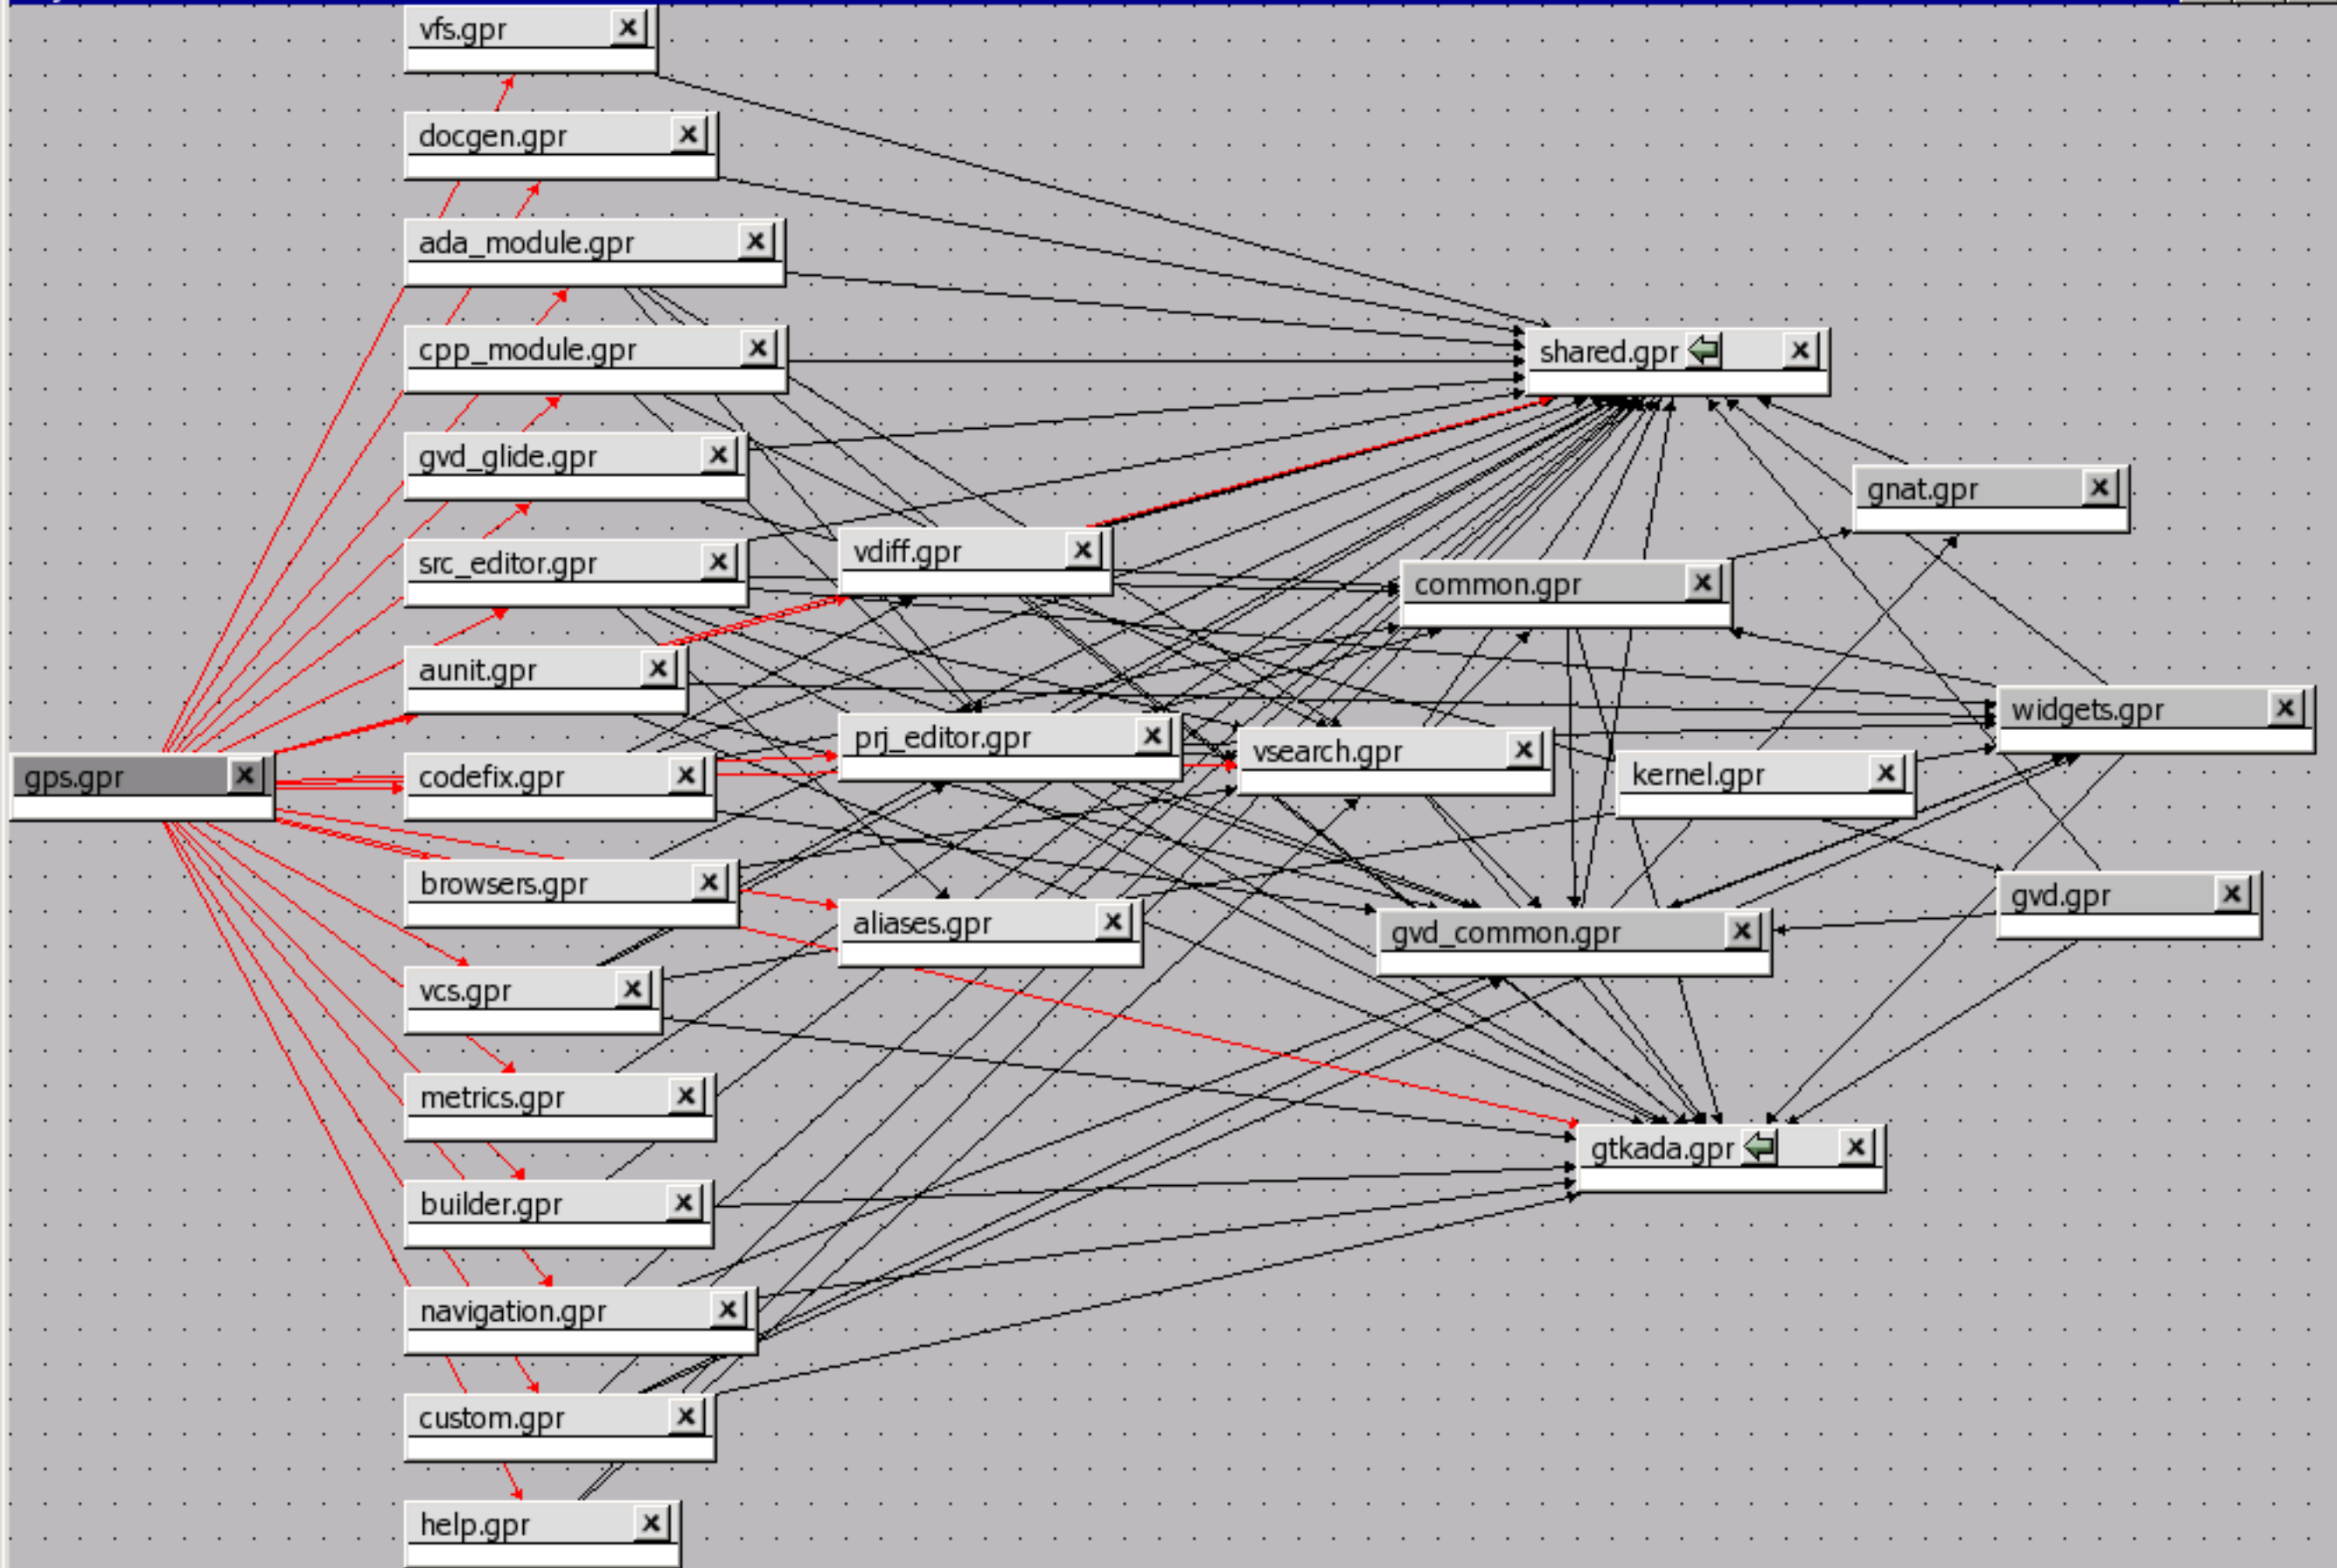 vfs.gpr
docgen.gpr
ada_module.gpr
cpp_module.gpr
shared.gpr
gvd_glide.gpr
gnat.gpr
src_editor.gpr
vdiff.gpr
common.gpr
aunit.gpr
widgets.gpr
prj_editor.gpr
vsearch.gpr
kernel.gpr
gps.gpr
codefix.gpr
browsers.gpr
gvd.gpr
aliases.gpr
gvd_common.gpr
vcs.gpr
metrics.gpr
gtkada.gpr
builder.gpr
navigation.gpr
custom.gpr
help.gpr